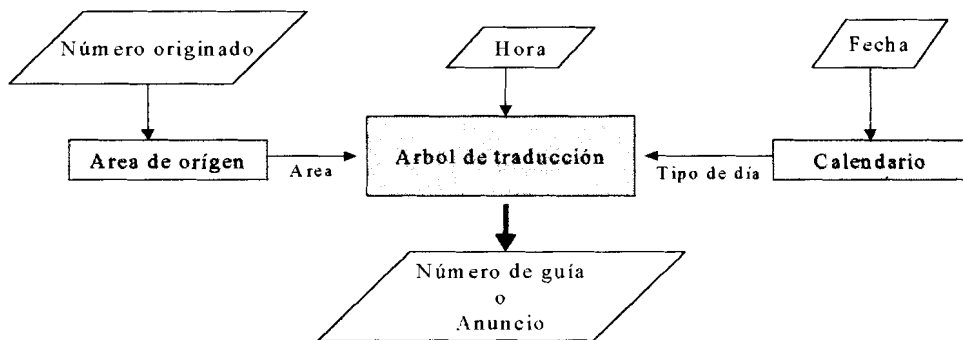 Número originado
Hora
Fecha
Area de orígen
Area
Arbol de traducción
Tipo de día
Calendario
Número de guía
o
Anuncio